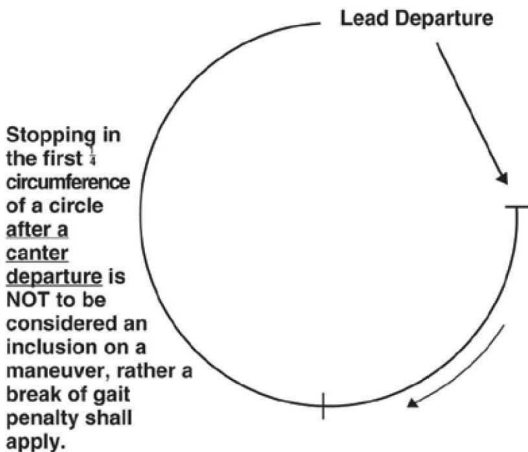 Lead Departure
Stopping in
the first ¼
circumference
of a circle
after a
canter
departure is
NOT to be
considered an
inclusion on a
maneuver, rather a
break of gait
penalty shall
apply.